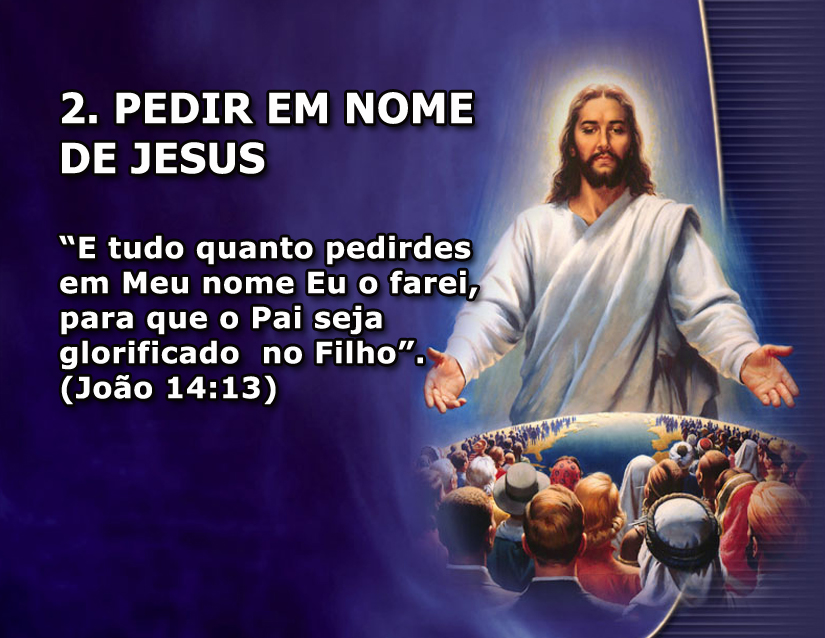 2. PEDIR EM NOME
DE JESUS
“E tudo quanto pedirdes
em Meu nome Eu o farei,
para que o Pai seja
glorificado  no Filho”.
(João 14:13)